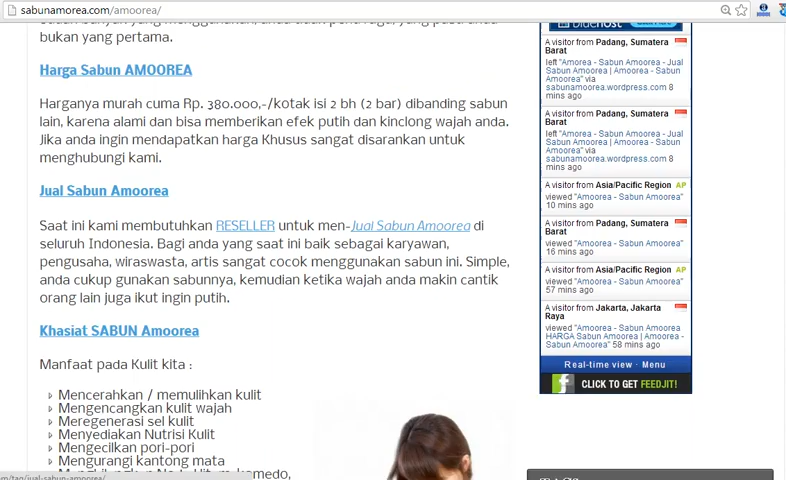 sabunamorea.com/amoorea/
bukan yang pertama.
Harga Sabun AMOOREA
Harganya murah cuma Rp. 380.000,-/kotak isi 2 bh (2 bar) dibanding sabun
lain, karena alami dan bisa memberikan efek putih dan kinclong wajah anda.
Jika anda ingin mendapatkan harga Khusus sangat disarankan untuk
menghubungi kami.
Jual Sabun Amoorea
Saat ini kami membutuhkan RESELLER untuk men-Jual Sabun Amoorea di
seluruh Indonesia. Bagi anda yang saat ini baik sebagai karyawan,
pengusaha, wiraswasta, artis sangat cocok menggunakan sabun ini. Simple,
anda cukup gunakan sabunnya, kemudian ketika wajah anda makin cantik
orang lain juga ikut ingin putih.
Khasiat SABUN Amoorea
Manfaat pada Kulit kita :
Mencerahkan / memulihkan kulit
Mengencangkan kulit wajah
Meregenerasi sel kulit
Menyediakan Nutrisi Kulit
Mengecilkan pori-pori
Mengurangi kantong mata
komedo,
A visitor from Padang, Sumatera
Barat
left "Amorea - Sabun Amoorea - Jual
Sabun Amoorea | Amoorea - Sabun
Amoorea" via
sabunamoorea.wordpress.com 8
mins ago
A visitor from Padang, Sumatera
Barat
left "Amorea - Sabun Amoorea - Jual
Sabun Amoorea | Amoorea - Sabun
Amoorea" via
sabunamoorea.wordpress.com 8
mins ago
A visitor from Asia/Pacific Region AP
viewed "Amoorea - Sabun Amoorea"
10 mins ago
A visitor from Padang, Sumatera
Barat
viewed "Amoorea - Sabun Amoorea"
16 mins ago
A visitor from Asia/Pacific Region AP
viewed "Amoorea - Sabun Amoorea"
57 mins ago
A visitor from Jakarta, Jakarta
Raya
viewed "Amoorea - Sabun Amoorea
HARGA Sabun Amoorea | Amoorea -
Sabun Amoorea" 58 mins ago
Real-time view · Menu
CLICK TO GET FEEDJIT!